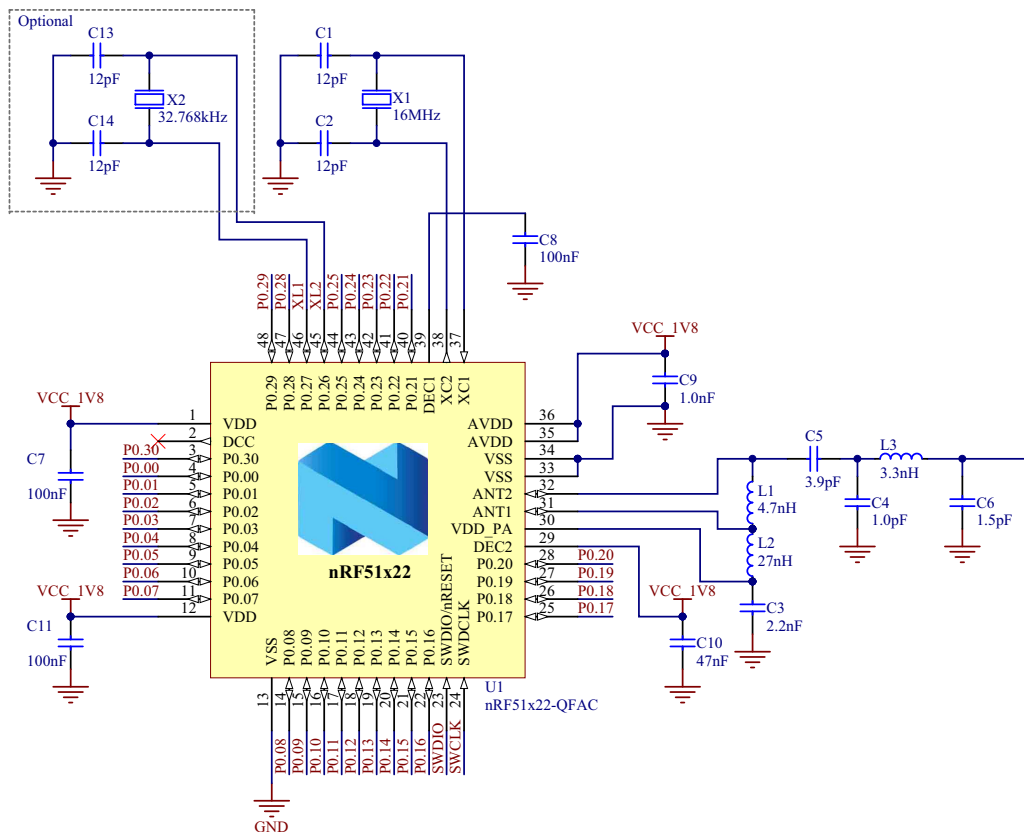 Optional
C13
12pF
X2
32.768kHz
C14
12pF
C1
12pF
X1
16MHz
C2
12pF
C8
100nF
P0.29
P0.28
XL1
XL2
P0.25
P0.24
P0.23
P0.22
P0.21
48
47
46
45
44
43
42
41
40
39
38
37
P0.29
P0.28
P0.27
P0.26
P0.25
P0.24
P0.23
P0.22
P0.21
DEC1
XC2
XC1
VCC_1V8
C7
100nF
P0.30
P0.00
P0.01
P0.02
P0.03
P0.04
P0.05
P0.06
P0.07
VCC_1V8
C11
100nF
1
2
3
4
5
6
7
8
9
10
11
12
VDD
DCC
P0.30
P0.00
P0.01
P0.02
P0.03
P0.04
P0.05
P0.06
P0.07
VDD
nRF51x22
AVDD
AVDD
VSS
VSS
ANT2
ANT1
VDD_PA
DEC2
P0.20
P0.19
P0.18
P0.17
36
35
34
33
32
31
30
29
28
27
26
25
P0.20
P0.19
P0.18
P0.17
VCC_1V8
C9
1.0nF
C5
3.9pF
L3
3.3nH
L1
4.7nH
C4
1.0pF
C6
1.5pF
L2
27nH
VCC_1V8
C3
2.2nF
C10
47nF
VSS
P0.08
P0.09
P0.10
P0.11
P0.12
P0.13
P0.14
P0.15
P0.16
SWDIO/nRESET
SWDCLK
U1
nRF51x22-QFAC
13
14
15
16
17
18
19
20
21
22
23
24
P0.08
P0.09
P0.10
P0.11
P0.12
P0.13
P0.14
P0.15
P0.16
SWDIO
SWCLK
GND